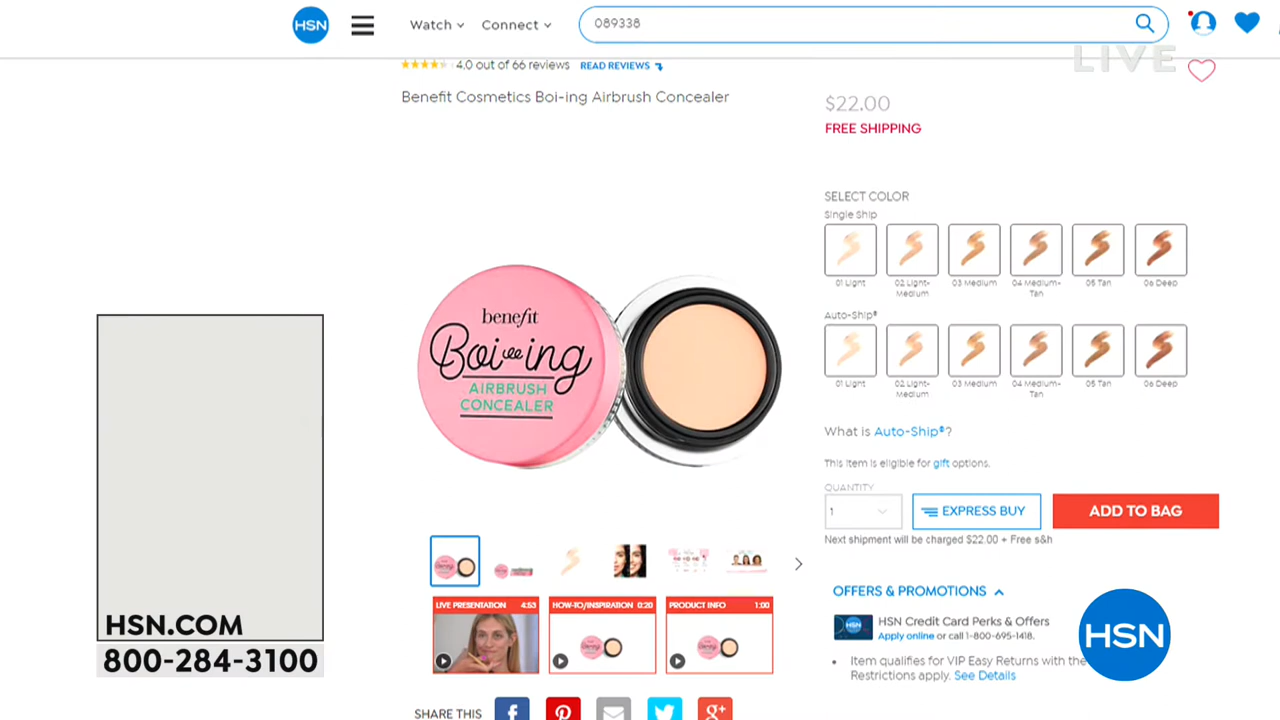 HSN
Watch
Connect
089338
LIVE
4.0 out of 66 reviews READ REVIEWS
Benefit Cosmetics Boi-ing Airbrush Concealer
$22.00
FREE SHIPPING
SELECT COLOR
Single Ship
01 Light
02 Light-Medium
03 Medium
04 Medium-Tan
05 Tan
06 Deep
Auto-Ship®
01 Light
02 Light-Medium
03 Medium
04 Medium-Tan
05 Tan
06 Deep
benefit
Boi-ing
AIRBRUSH
CONCEALER
What is Auto-Ship®?
This item is eligible for gift options.
QUANTITY
1
EXPRESS BUY
ADD TO BAG
Next shipment will be charged $22.00 + Free s&h
LIVE PRESENTATION 4:53
HOW-TO/INSPIRATION 0:20
PRODUCT INFO 1:00
OFFERS & PROMOTIONS
HSN
HSN Credit Card Perks & Offers
Apply online or call 1-800-695-1418.
Item qualifies for VIP Easy Returns with the
Restrictions apply. See Details
HSN
HSN.COM
800-284-3100
SHARE THIS